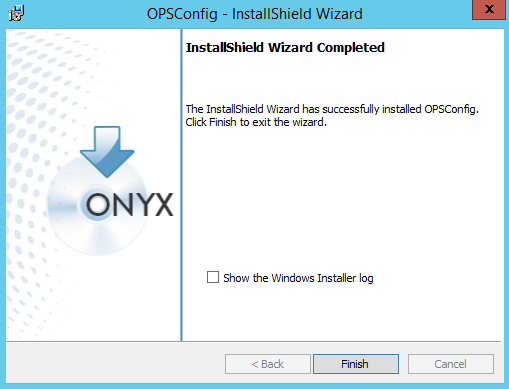 OPSConfig - InstallShield Wizard
x
InstallShield Wizard Completed
The InstallShield Wizard has successfully installed OPSConfig.
Click Finish to exit the wizard.
ONYX
Show the Windows Installer log
< Back
Finish
Cancel